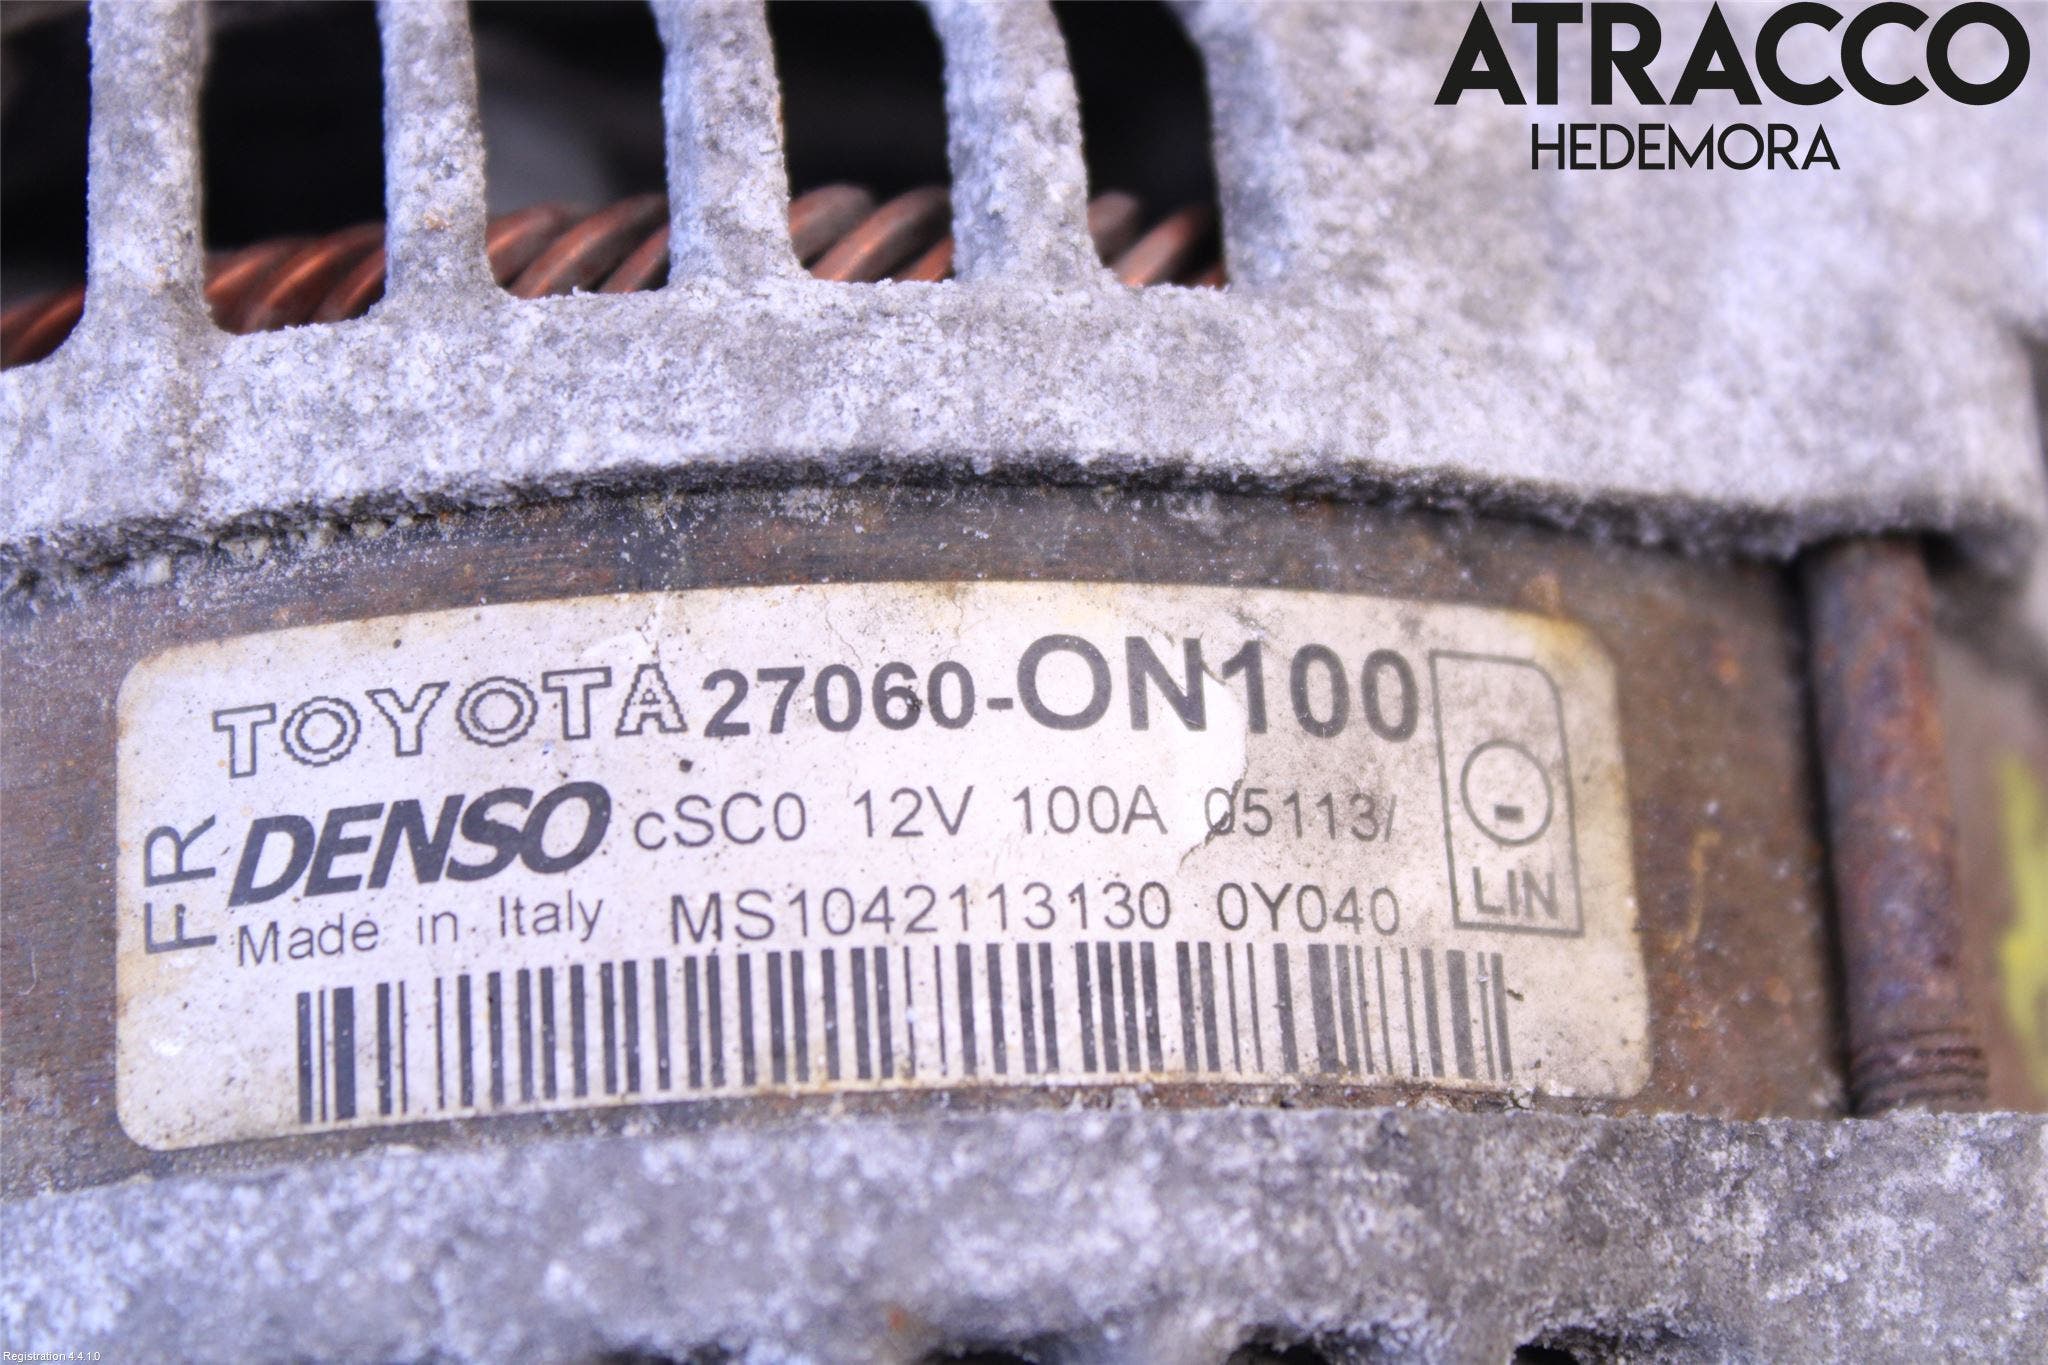 ATRACCO
HEDEMORA
TOYOTA 27060-0N100
FR
DENSO cSC0 12V 100A 05113/
Made in Italy MS1042113130 0Y040
LIN
Registration 4.4.1.0